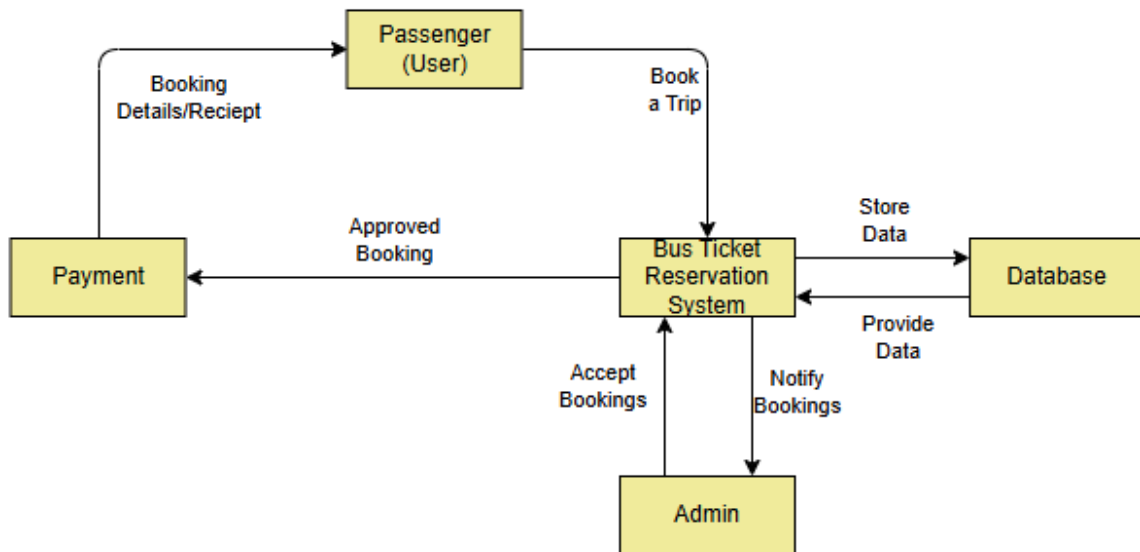 Passenger
(User)
Booking
Details/Reciept
Book
a Trip
Approved
Booking
Store
Data
Payment
Bus Ticket
Reservation
System
Database
Provide
Data
Accept
Bookings
Notify
Bookings
Admin